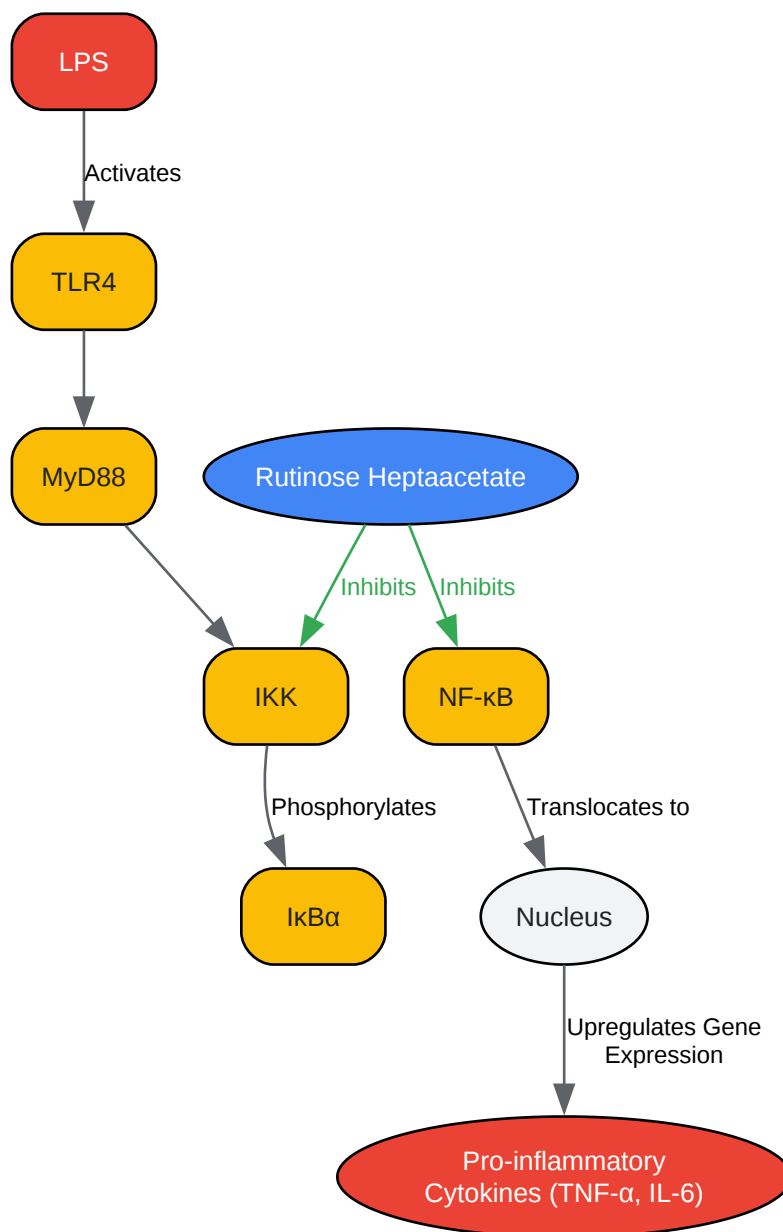 LPS
Activates
TLR4
MyD88
Rutinose Heptaacetate
Inhibits
Inhibits
IKK
NF-κB
Phosphorylates
Translocates to
IκBα
Nucleus
Upregulates Gene
Expression
Pro-inflammatory
Cytokines (TNF-α, IL-6)